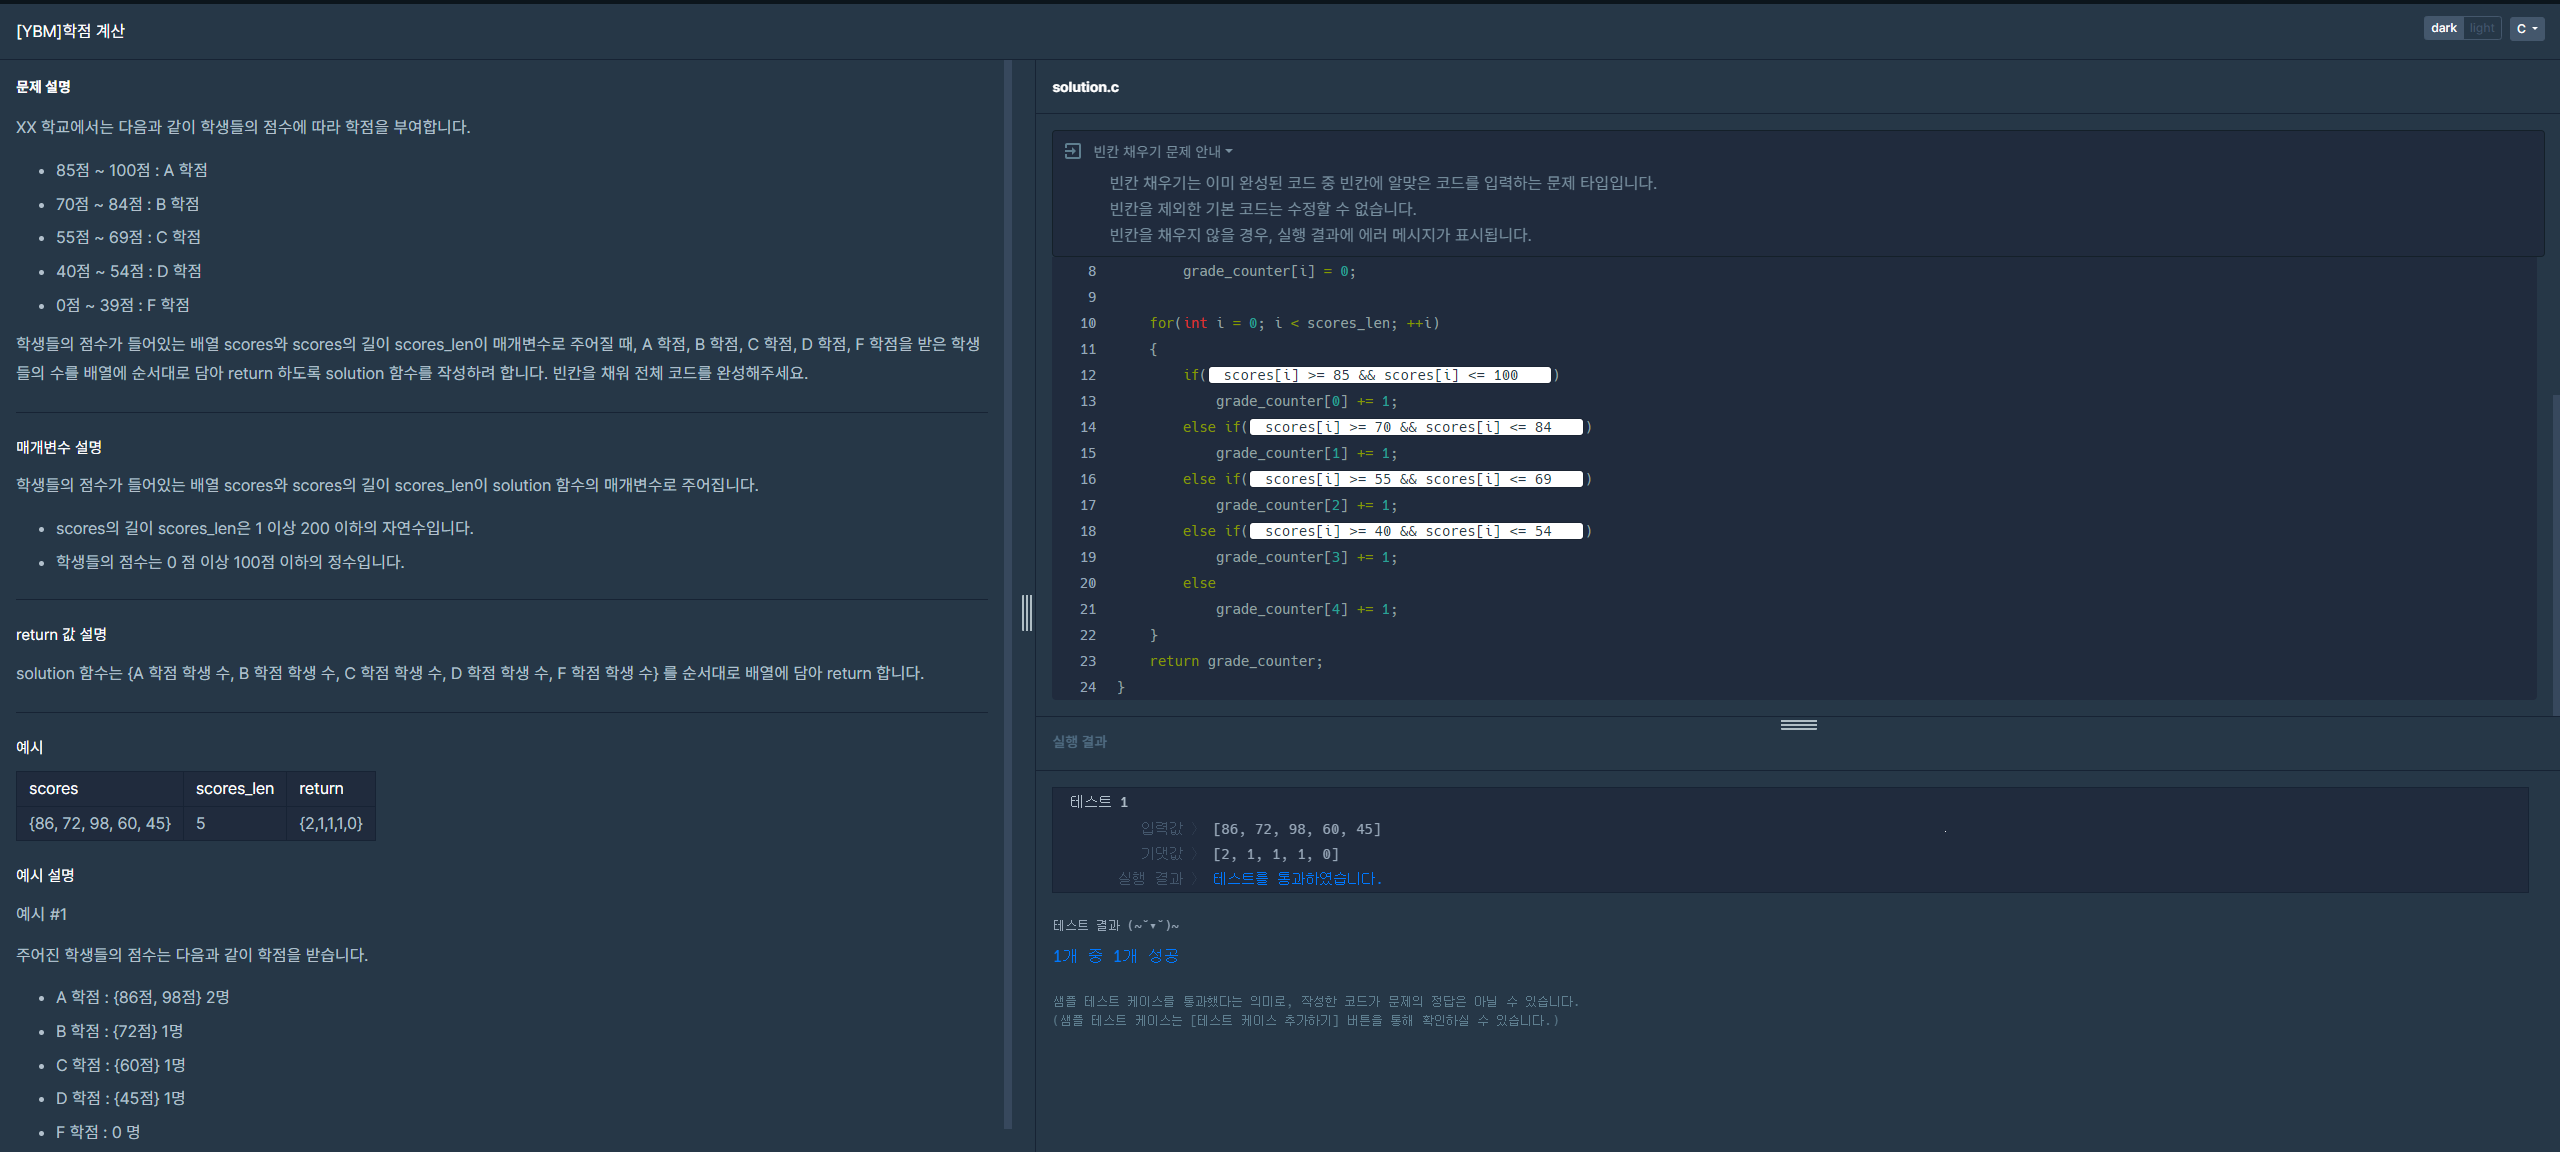 [YBM]학점 계산
dark light C
문제 설명
XX 학교에서는 다음과 같이 학생들의 점수에 따라 학점을 부여합니다.
• 85점 ~ 100점 : A 학점
• 70점 ~ 84점 : B 학점
• 55점 ~ 69점 : C 학점
• 40점 ~ 54점 : D 학점
• 0점 ~ 39점 : F 학점
학생들의 점수가 들어있는 배열 scores와 scores의 길이 scores_len이 매개변수로 주어질 때, A 학점, B 학점, C 학점, D 학점, F 학점을 받은 학생
들의 수를 배열에 순서대로 담아 return 하도록 solution 함수를 작성하려 합니다. 빈칸을 채워 전체 코드를 완성해주세요.
매개변수 설명
학생들의 점수가 들어있는 배열 scores와 scores의 길이 scores_len이 solution 함수의 매개변수로 주어집니다.
• scores의 길이 scores_len은 1 이상 200 이하의 자연수입니다.
• 학생들의 점수는 0 점 이상 100점 이하의 정수입니다.
return 값 설명
solution 함수는 {A 학점 학생 수, B 학점 학생 수, C 학점 학생 수, D 학점 학생 수, F 학점 학생 수} 를 순서대로 배열에 담아 return 합니다.
예시
scores scores_len return
{86, 72, 98, 60, 45} 5 {2,1,1,1,0}
예시 설명
예시 #1
주어진 학생들의 점수는 다음과 같이 학점을 받습니다.
• A 학점 : {86점, 98점} 2명
• B 학점 : {72점} 1명
• C 학점 : {60점} 1명
• D 학점 : {45점} 1명
• F 학점 : 0 명
solution.c
빈칸 채우기 문제 안내
빈칸 채우기는 이미 완성된 코드 중 빈칸에 알맞은 코드를 입력하는 문제 타입입니다.
빈칸을 제외한 기본 코드는 수정할 수 없습니다.
빈칸을 채우지 않을 경우, 실행 결과에 에러 메시지가 표시됩니다.
8 grade_counter[i] = 0;
9
10 for(int i = 0; i < scores_len; ++i)
11 {
12 if( scores[i] >= 85 && scores[i] <= 100 )
13 grade_counter[0] += 1;
14 else if( scores[i] >= 70 && scores[i] <= 84 )
15 grade_counter[1] += 1;
16 else if( scores[i] >= 55 && scores[i] <= 69 )
17 grade_counter[2] += 1;
18 else if( scores[i] >= 40 && scores[i] <= 54 )
19 grade_counter[3] += 1;
20 else
21 grade_counter[4] += 1;
22 }
23 return grade_counter;
24 }
실행 결과
테스트 1
입력값 〉 [86, 72, 98, 60, 45]
기댓값 〉 [2, 1, 1, 1, 0]
실행 결과 〉 테스트를 통과하였습니다.
테스트 결과 (~˘▾˘)~
1개 중 1개 성공
샘플 테스트 케이스를 통과했다는 의미로, 작성한 코드가 문제의 정답은 아닐 수 있습니다.
(샘플 테스트 케이스는 [테스트 케이스 추가하기] 버튼을 통해 확인하실 수 있습니다.)